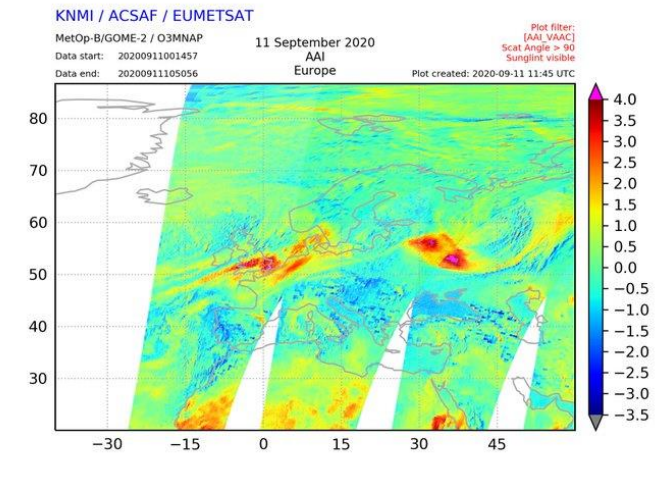 KNMI / ACSAF / EUMETSAT
MetOp-B/GOME-2 / O3MNAP
Data start: 20200911001457
Data end: 20200911105056
11 September 2020
AAI
Europe
Plot filter:
[AAI_VAAC]
Scat Angle > 90
Sunglint visible
Plot created: 2020-09-11 11:45 UTC
80
70
60
50
40
30
−30 −15 0 15 30 45
4.0
3.5
3.0
2.5
2.0
1.5
1.0
0.5
0.0
−0.5
−1.0
−1.5
−2.0
−2.5
−3.0
−3.5